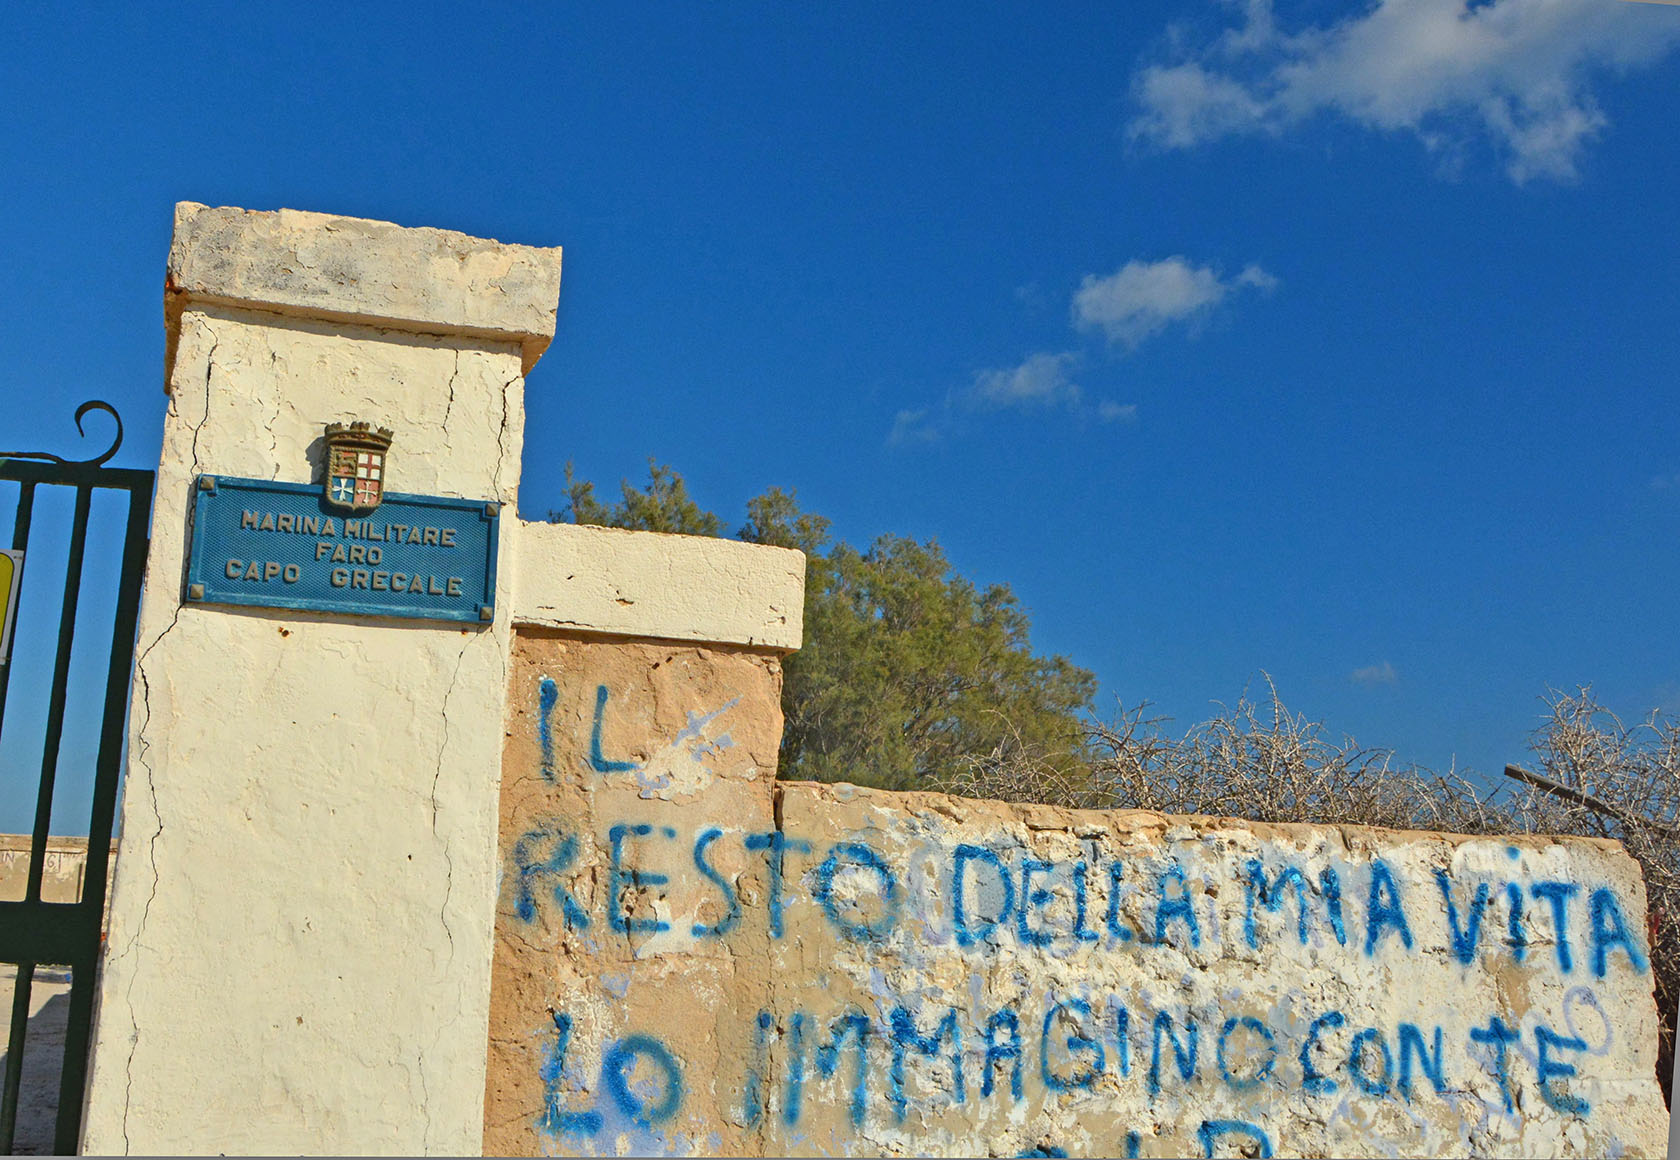 MARINA MILITARE
FARO
CAPO GRECALE
IL
RESTO DELLA MIA ViTA
LO iMMAGINO CON TE